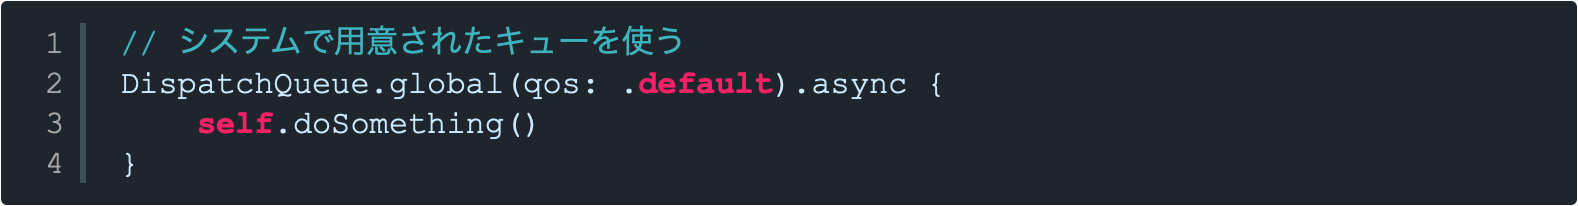 1 // システムで用意されたキューを使う
2 DispatchQueue.global(qos: .default).async {
3     self.doSomething()
4 }